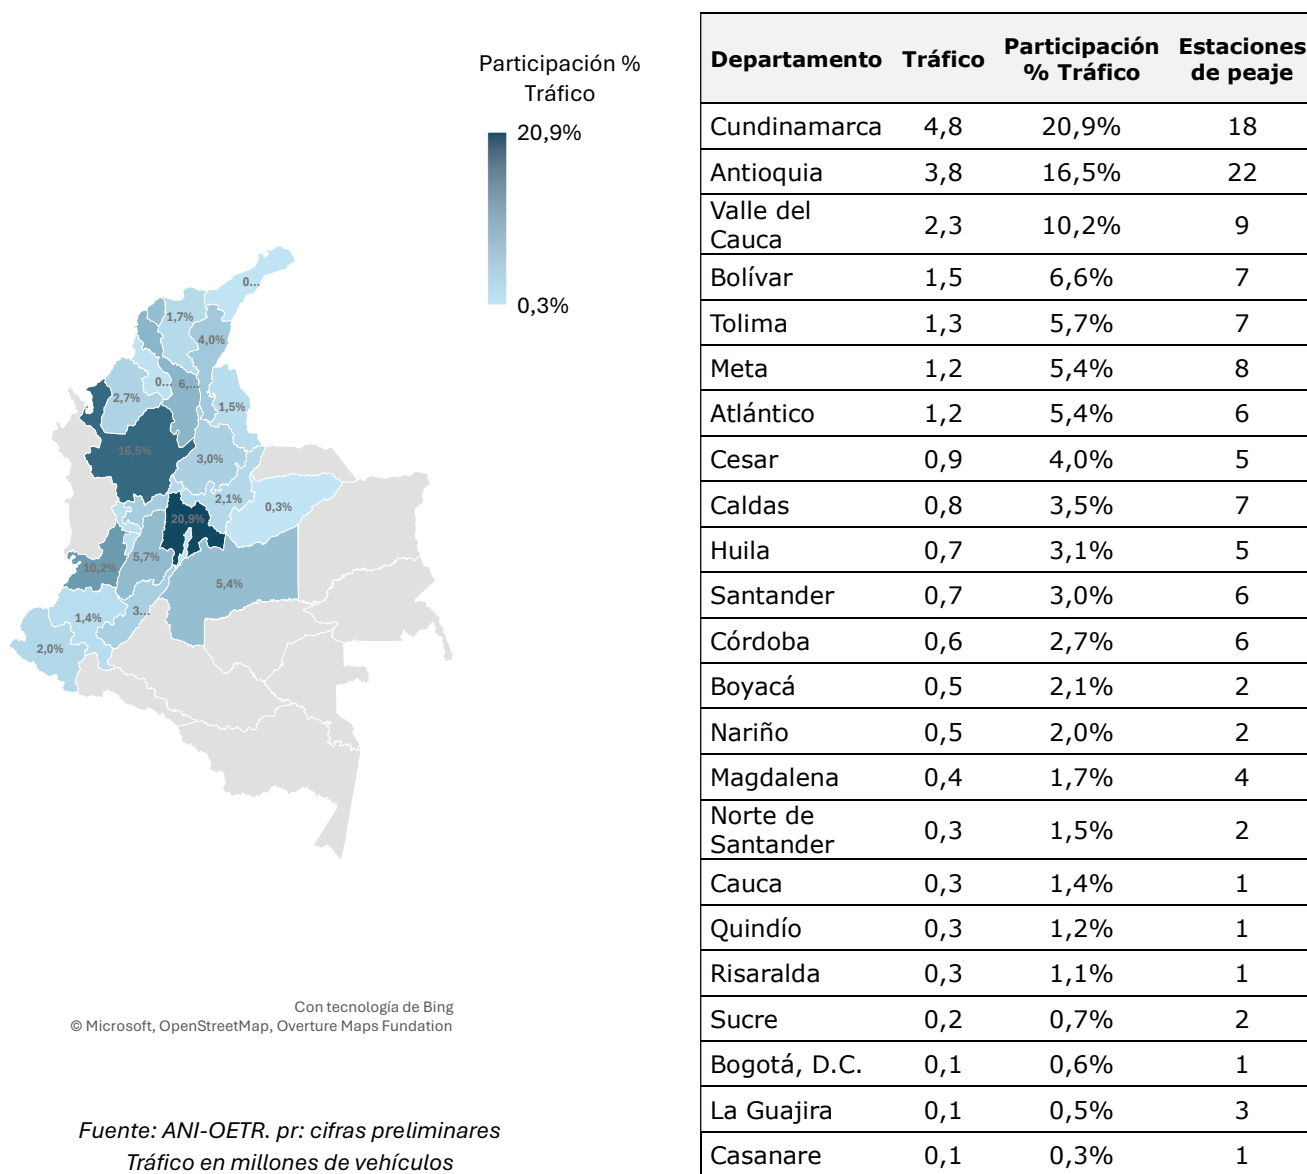 Participación %
Tráfico
20,9%
0,3%
0...
1,7%
4,0%
0...
6,...
2,7%
1,5%
16,5%
3,0%
2,1%
0,3%
20,9%
5,7%
10,2%
5,4%
3...
1,4%
2,0%
Con tecnología de Bing
© Microsoft, OpenStreetMap, Overture Maps Fundation
Fuente: ANI-OETR. pr: cifras preliminares
Tráfico en millones de vehículos
Departamento Tráfico Participación % Tráfico Estaciones de peaje
Cundinamarca 4,8 20,9% 18
Antioquia 3,8 16,5% 22
Valle del Cauca 2,3 10,2% 9
Bolívar 1,5 6,6% 7
Tolima 1,3 5,7% 7
Meta 1,2 5,4% 8
Atlántico 1,2 5,4% 6
Cesar 0,9 4,0% 5
Caldas 0,8 3,5% 7
Huila 0,7 3,1% 5
Santander 0,7 3,0% 6
Córdoba 0,6 2,7% 6
Boyacá 0,5 2,1% 2
Nariño 0,5 2,0% 2
Magdalena 0,4 1,7% 4
Norte de Santander 0,3 1,5% 2
Cauca 0,3 1,4% 1
Quindío 0,3 1,2% 1
Risaralda 0,3 1,1% 1
Sucre 0,2 0,7% 2
Bogotá, D.C. 0,1 0,6% 1
La Guajira 0,1 0,5% 3
Casanare 0,1 0,3% 1